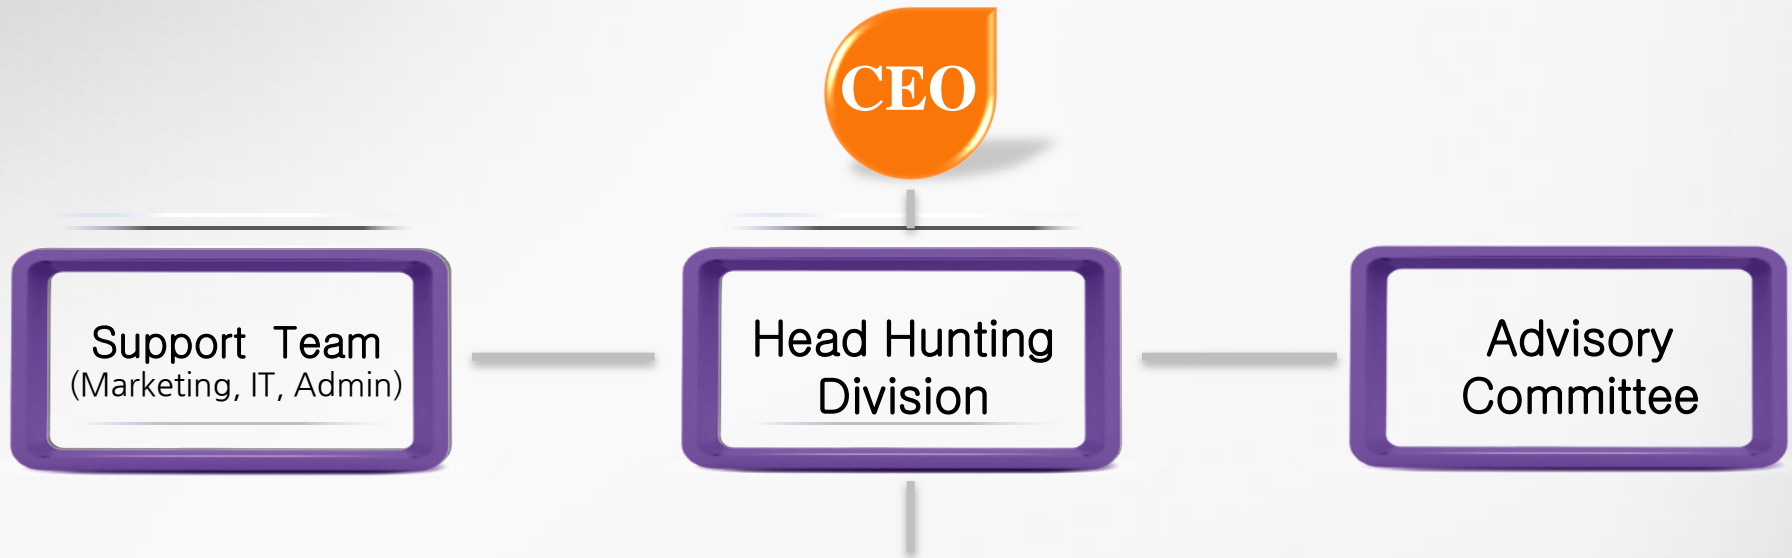 CEO
Support Team
(Marketing, IT, Admin)
Head Hunting
Division
Advisory
Committee